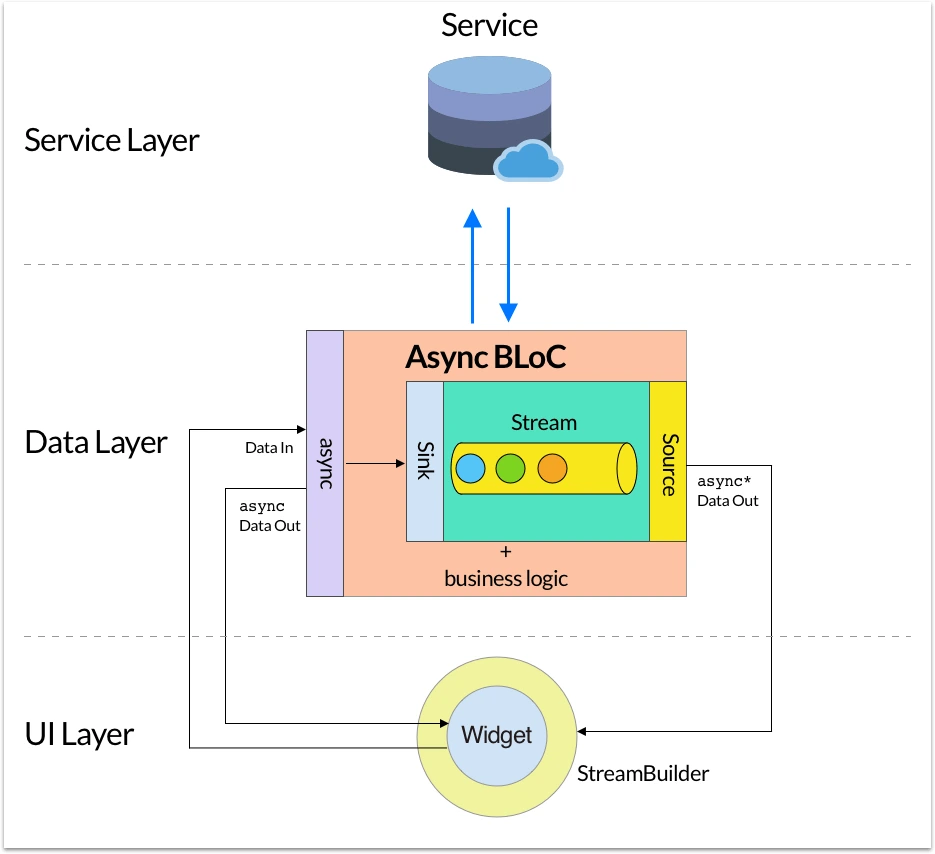 Service
Service Layer
Async BLoC
Stream
Data Layer
Data In
async
Sink
Source
async*
Data Out
async
Data Out
+
business logic
UI Layer
Widget
StreamBuilder